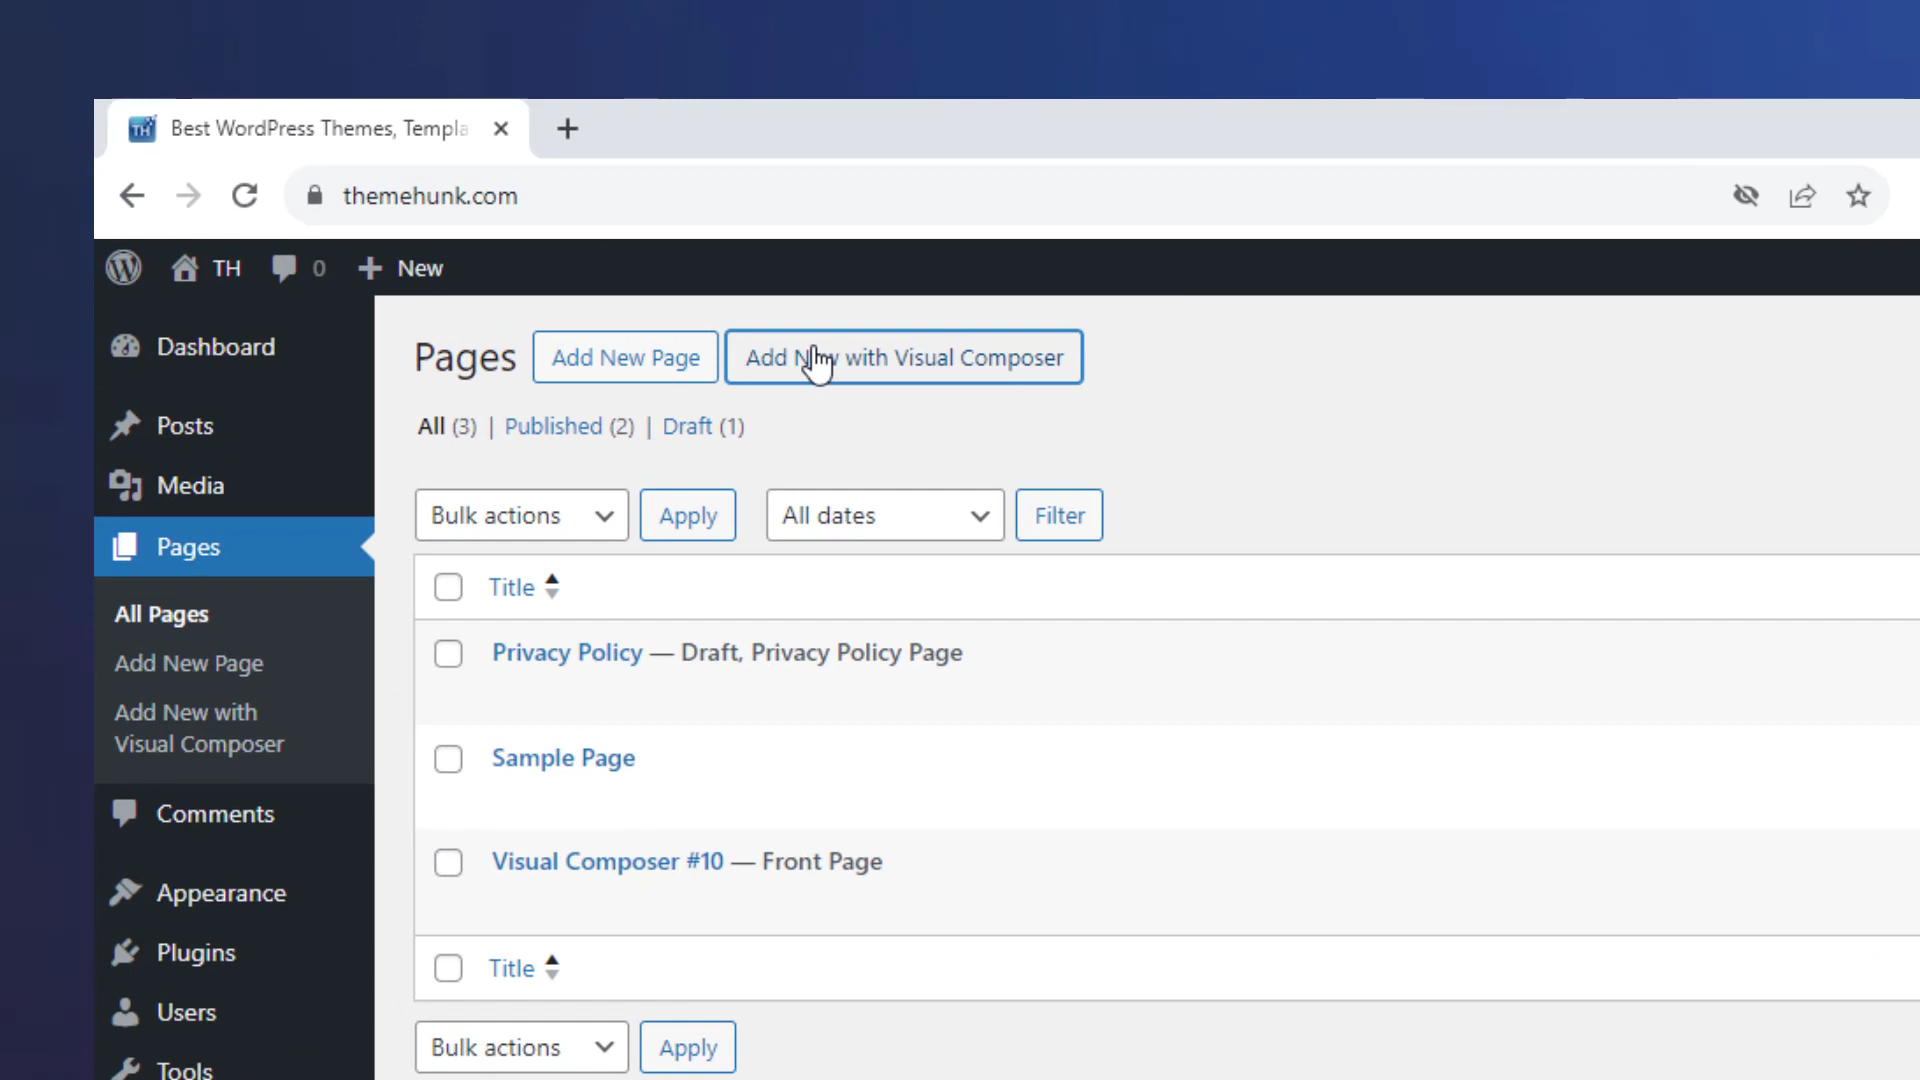 TH Best WordPress Themes, Templa
themehunk.com
TH 0 New
Dashboard
Posts
Media
Pages
All Pages
Add New Page
Add New with
Visual Composer
Comments
Appearance
Plugins
Users
Tools
Pages Add New Page Add New with Visual Composer
All (3) | Published (2) | Draft (1)
Bulk actions Apply All dates Filter
Title
Privacy Policy — Draft, Privacy Policy Page
Sample Page
Visual Composer #10 — Front Page
Title
Bulk actions Apply